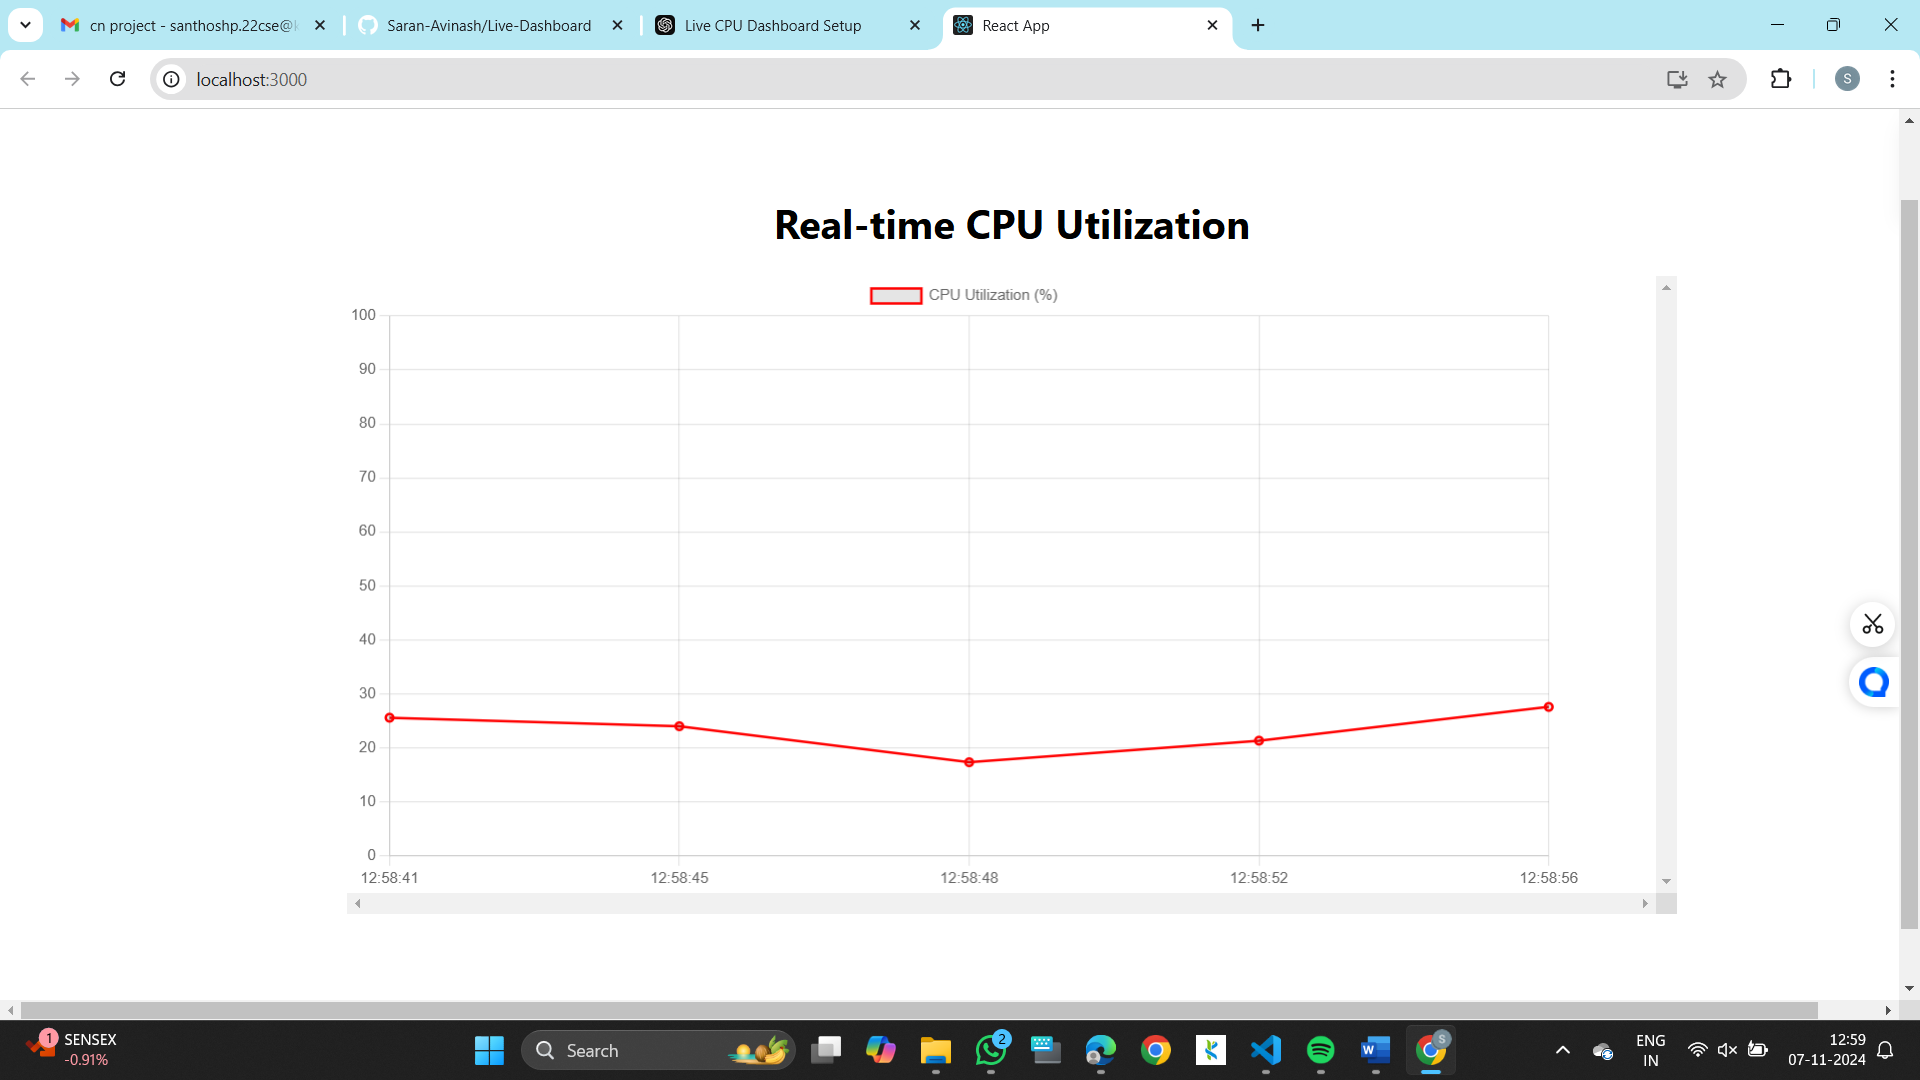 cn project - santhoshp.22cse@
Saran-Avinash/Live-Dashboard
Live CPU Dashboard Setup
React App
localhost:3000
S
Real-time CPU Utilization
CPU Utilization (%)
100
90
80
70
60
50
40
30
20
10
0
12:58:41 12:58:45 12:58:48 12:58:52 12:58:56
1
SENSEX
-0.91%
Search
2
W
S
ENG
IN
12:59
07-11-2024